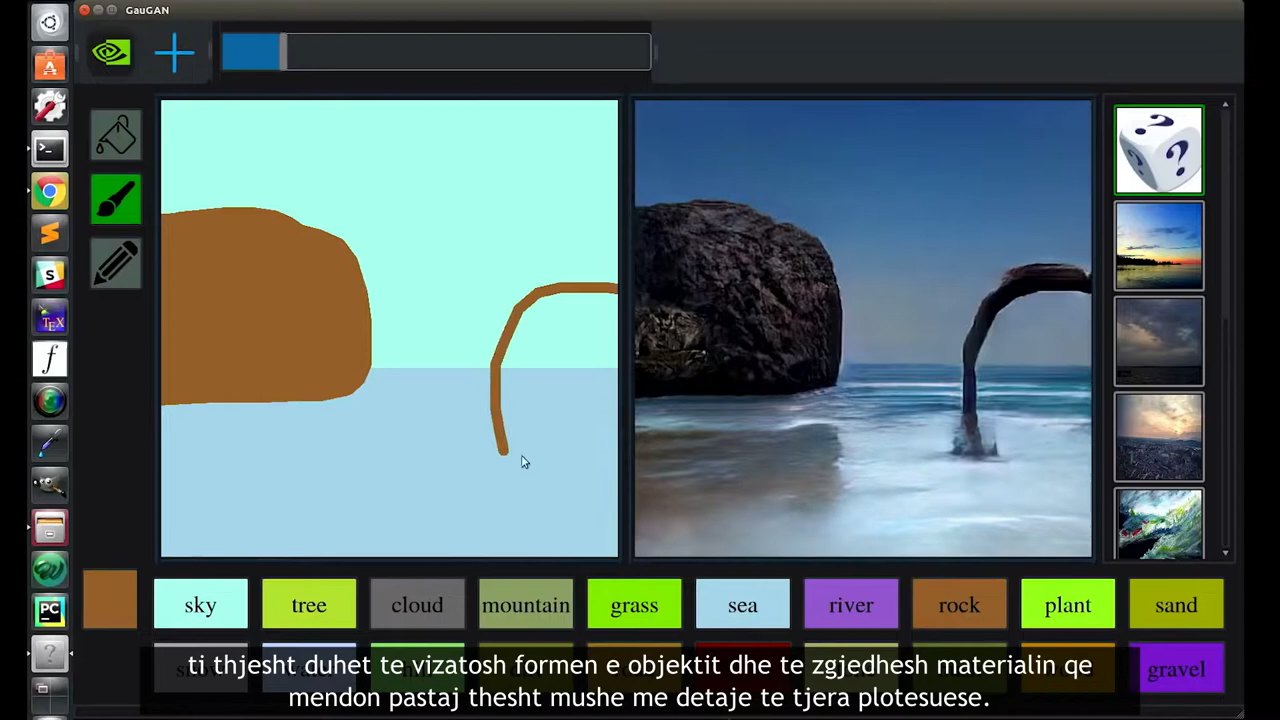 GauGAN
sky tree cloud mountain grass sea river rock plant sand
gravel
ti thjesht duhet te vizatosh formen e objektit dhe te zgjedhesh materialin qe
mendon pastaj thesht mushe me detaje te tjera plotesuese.